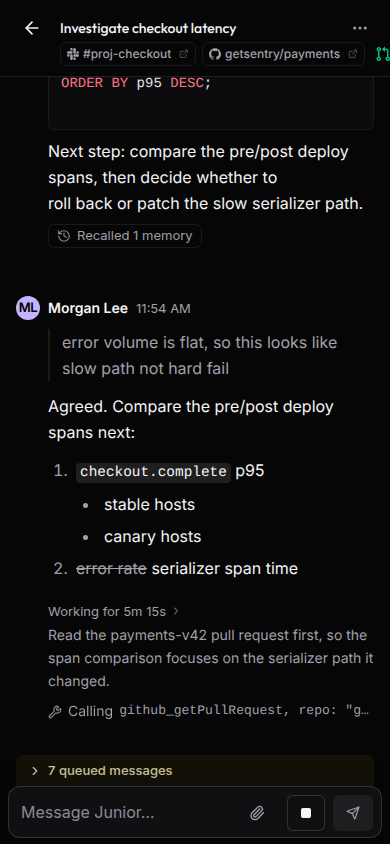 Investigate checkout latency
#proj-checkout getsentry/payments
ORDER BY p95 DESC;
Next step: compare the pre/post deploy
spans, then decide whether to
roll back or patch the slow serializer path.
Recalled 1 memory
ML Morgan Lee 11:54 AM
error volume is flat, so this looks like
slow path not hard fail
Agreed. Compare the pre/post deploy
spans next:
1. checkout.complete p95
• stable hosts
• canary hosts
2. error rate serializer span time
Working for 5m 15s
Read the payments-v42 pull request first, so the
span comparison focuses on the serializer path it
changed.
Calling github_getPullRequest, repo: "g…
7 queued messages
Message Junior...